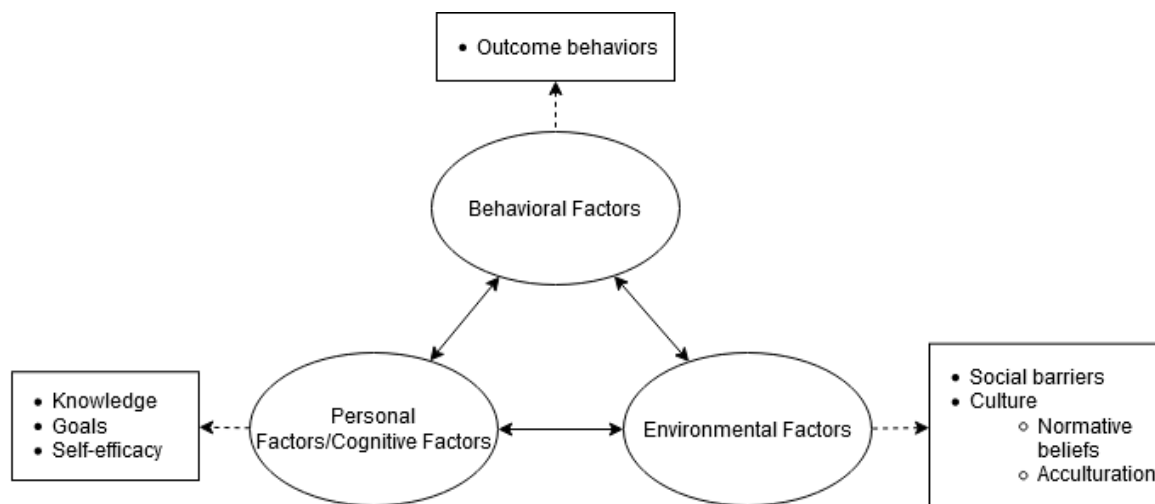 • Outcome behaviors
Behavioral Factors
• Knowledge
• Goals
• Self-efficacy
Personal
Factors/Cognitive Factors
Environmental Factors
• Social barriers
• Culture
○ Normative
beliefs
○ Acculturation